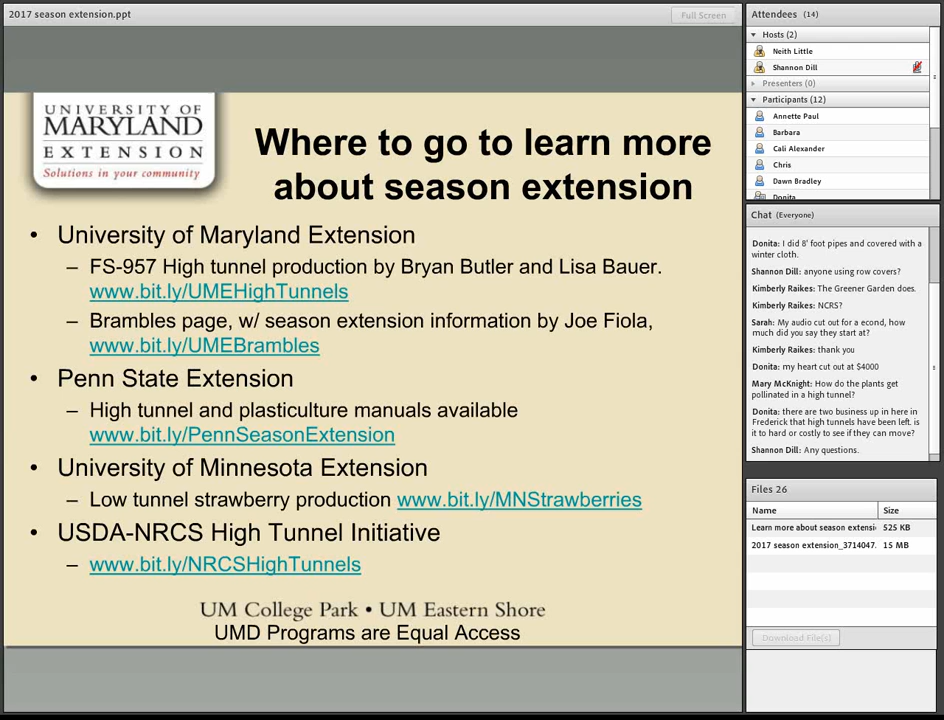 2017 season extension.ppt
Full Screen
UNIVERSITY OF
MARYLAND
EXTENSION
Solutions in your community
Where to go to learn more
about season extension
• University of Maryland Extension
– FS-957 High tunnel production by Bryan Butler and Lisa Bauer.
www.bit.ly/UMEHighTunnels
– Brambles page, w/ season extension information by Joe Fiola,
www.bit.ly/UMEBrambles
• Penn State Extension
– High tunnel and plasticulture manuals available
www.bit.ly/PennSeasonExtension
• University of Minnesota Extension
– Low tunnel strawberry production www.bit.ly/MNStrawberries
• USDA-NRCS High Tunnel Initiative
– www.bit.ly/NRCSHighTunnels
UM College Park • UM Eastern Shore
UMD Programs are Equal Access
Attendees (14)
Hosts (2)
Neith Little
Shannon Dill
Presenters (0)
Participants (12)
Annette Paul
Barbara
Cali Alexander
Chris
Dawn Bradley
Donita
Chat (Everyone)
Donita: I did 8' foot pipes and covered with a
winter cloth.
Shannon Dill: anyone using row covers?
Kimberly Raikes: The Greener Garden does.
Kimberly Raikes: NCRS?
Sarah: My audio cut out for a econd, how
much did you say they start at?
Kimberly Raikes: thank you
Donita: my heart cut out at $4000
Mary McKnight: How do the plants get
pollinated in a high tunnel?
Donita: there are two business up in here in
Frederick that high tunnels have been left. is
it to hard or costly to see if they can move?
Shannon Dill: Any questions.
Files 26
Name Size
Learn more about season extensi 525 KB
2017 season extension_3714047. 15 MB
Download File(s)